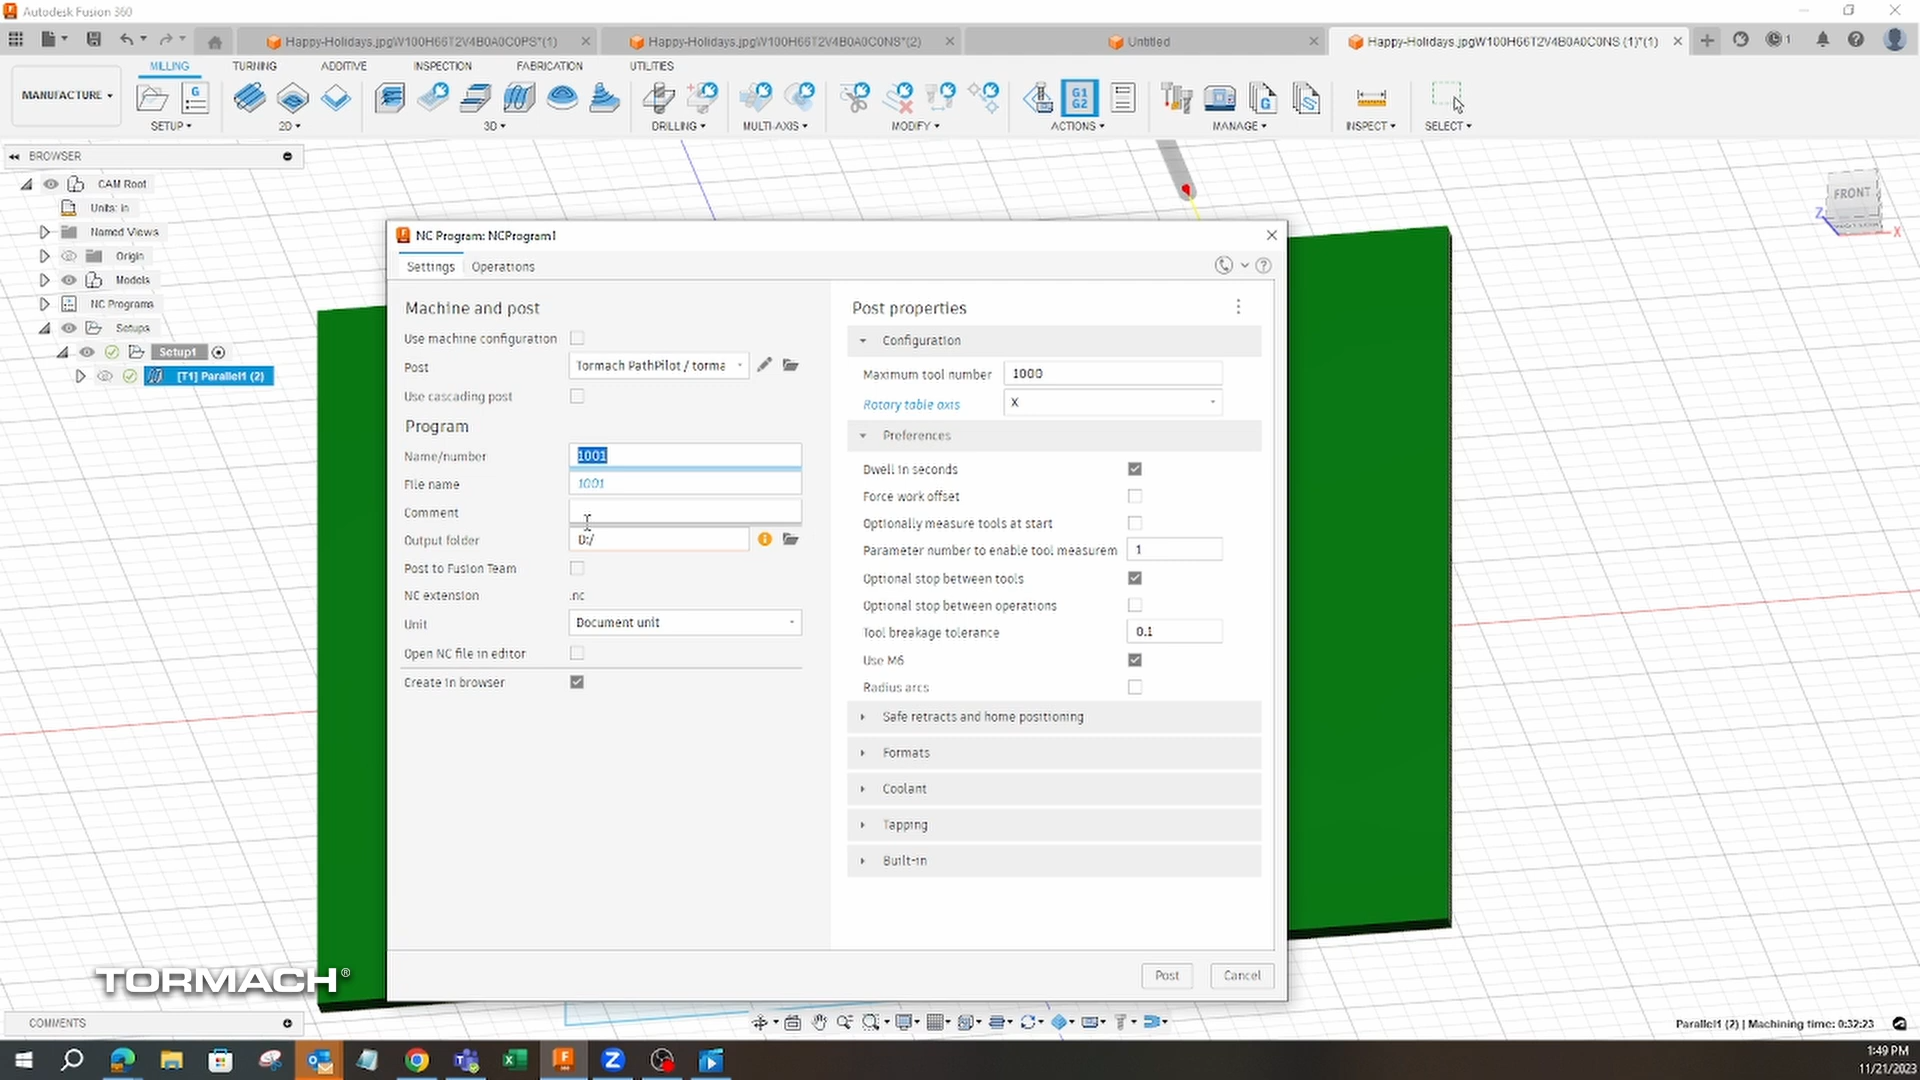 Autodesk Fusion 360
Happy-Holidays.jpgW100H66T2V4B0A0C0PS*(1)
Happy-Holidays.jpgW100H66T2V4B0A0C0NS*(2)
Untitled
Happy-Holidays.jpgW100H66T2V4B0A0C0NS (1)*(1)
1
MILLING TURNING ADDITIVE INSPECTION FABRICATION UTILITIES
MANUFACTURE
G
G1
G2
G
S
SETUP 2D 3D DRILLING MULTI-AXIS MODIFY ACTIONS MANAGE INSPECT SELECT
BROWSER
CAM Root
Units: in
Named Views
Origin
Models
NC Programs
Setups
Setup1
[T1] Parallel1 (2)
FRONT
Z
X
NC Program: NCProgram1
Settings Operations
Machine and post
Use machine configuration
Post Tormach PathPilot / torma
Use cascading post
Program
Name/number 1001
File name 1001
Comment
Output folder D:/
Post to Fusion Team
NC extension .nc
Unit Document unit
Open NC file in editor
Create in browser
Post properties
Configuration
Maximum tool number 1000
Rotary table axis X
Preferences
Dwell in seconds
Force work offset
Optionally measure tools at start
Parameter number to enable tool measurem 1
Optional stop between tools
Optional stop between operations
Tool breakage tolerance 0.1
Use M6
Radius arcs
Safe retracts and home positioning
Formats
Coolant
Tapping
Built-in
Post Cancel
TORMACH®
COMMENTS
Parallel1 (2) | Machining time: 0:32:23
1:49 PM
11/21/2023